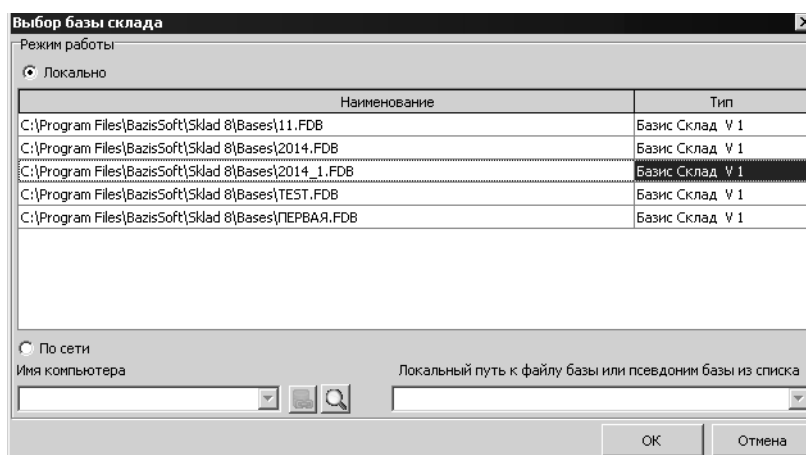 Выбор базы склада
Режим работы
Локально
Наименование Тип
C:\Program Files\BazisSoft\Sklad 8\Bases\11.FDB Базис Склад V 1
C:\Program Files\BazisSoft\Sklad 8\Bases\2014.FDB Базис Склад V 1
C:\Program Files\BazisSoft\Sklad 8\Bases\2014_1.FDB Базис Склад V 1
C:\Program Files\BazisSoft\Sklad 8\Bases\TEST.FDB Базис Склад V 1
C:\Program Files\BazisSoft\Sklad 8\Bases\ПЕРВАЯ.FDB Базис Склад V 1
По сети
Имя компьютера Локальный путь к файлу базы или псевдоним базы из списка
ОК Отмена